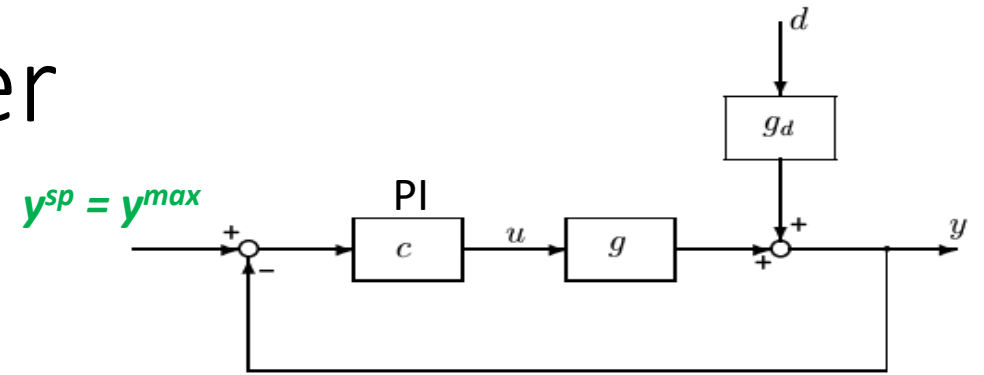 d
er
g_d
y^{sp} = y^{max}
PI
+
+
c
u
g
y
−
+